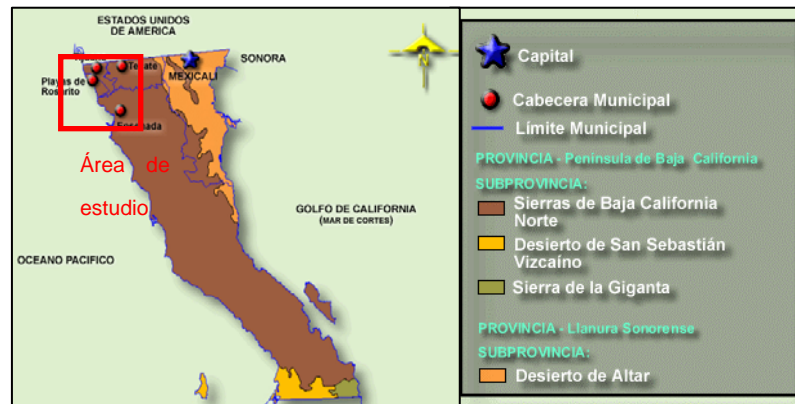 ESTADOS UNIDOS
DE AMERICA
SONORA
Tecate
MEXICALI
Playas de
Rosarito
Ensenada
Área de
estudio
GOLFO DE CALIFORNIA
(MAR DE CORTES)
OCEANO PACIFICO
N
Capital
Cabecera Municipal
Límite Municipal
PROVINCIA - Peninsula de Baja California
SUBPROVINCIA:
Sierras de Baja California
Norte
Desierto de San Sebastián
Vizcaíno
Sierra de la Giganta
PROVINCIA - Llanura Sonorense
SUBPROVINCIA:
Desierto de Altar